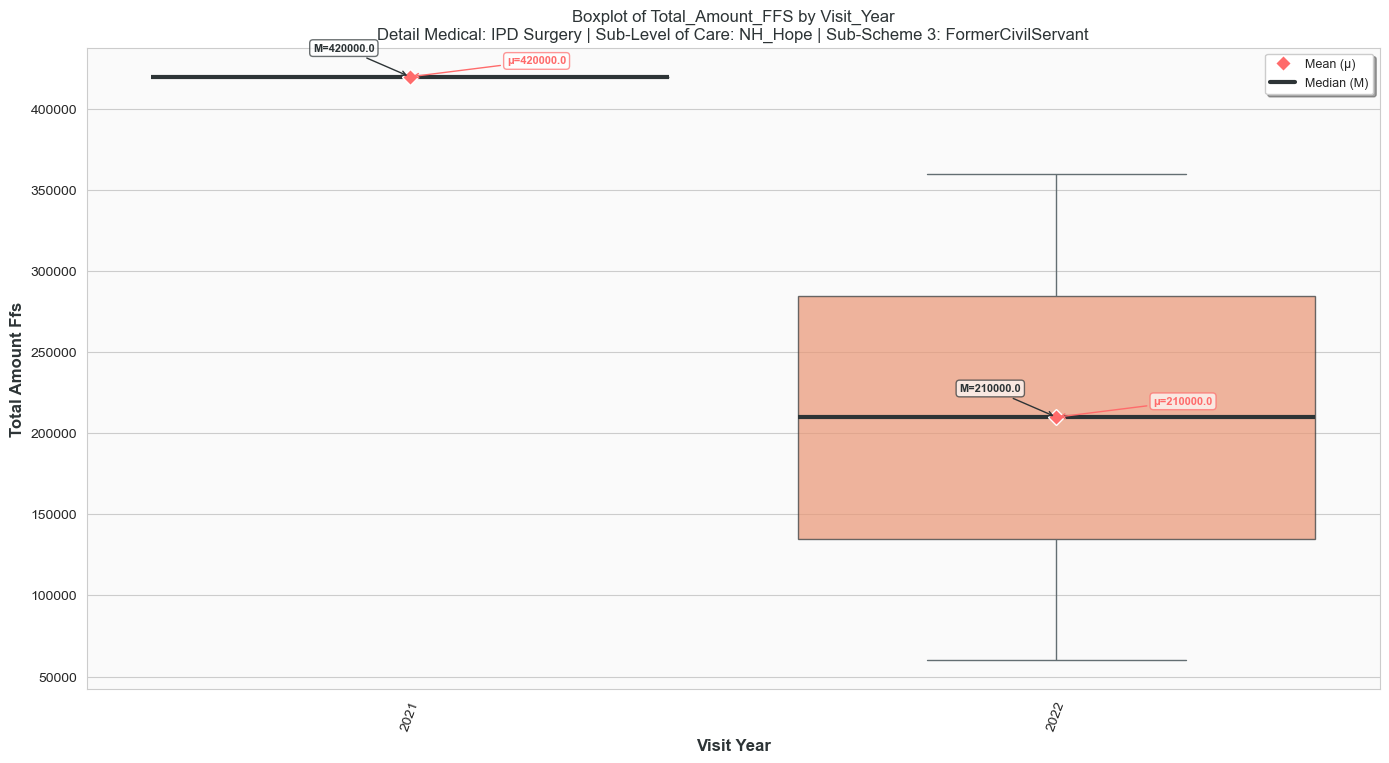 Boxplot of Total_Amount_FFS by Visit_Year
Detail Medical: IPD Surgery | Sub-Level of Care: NH_Hope | Sub-Scheme 3: FormerCivilServant
M=420000.0
μ=420000.0
Mean (μ)
Median (M)
400000
350000
300000
250000
200000
150000
100000
50000
Total Amount Ffs
M=210000.0
μ=210000.0
2021
2022
Visit Year